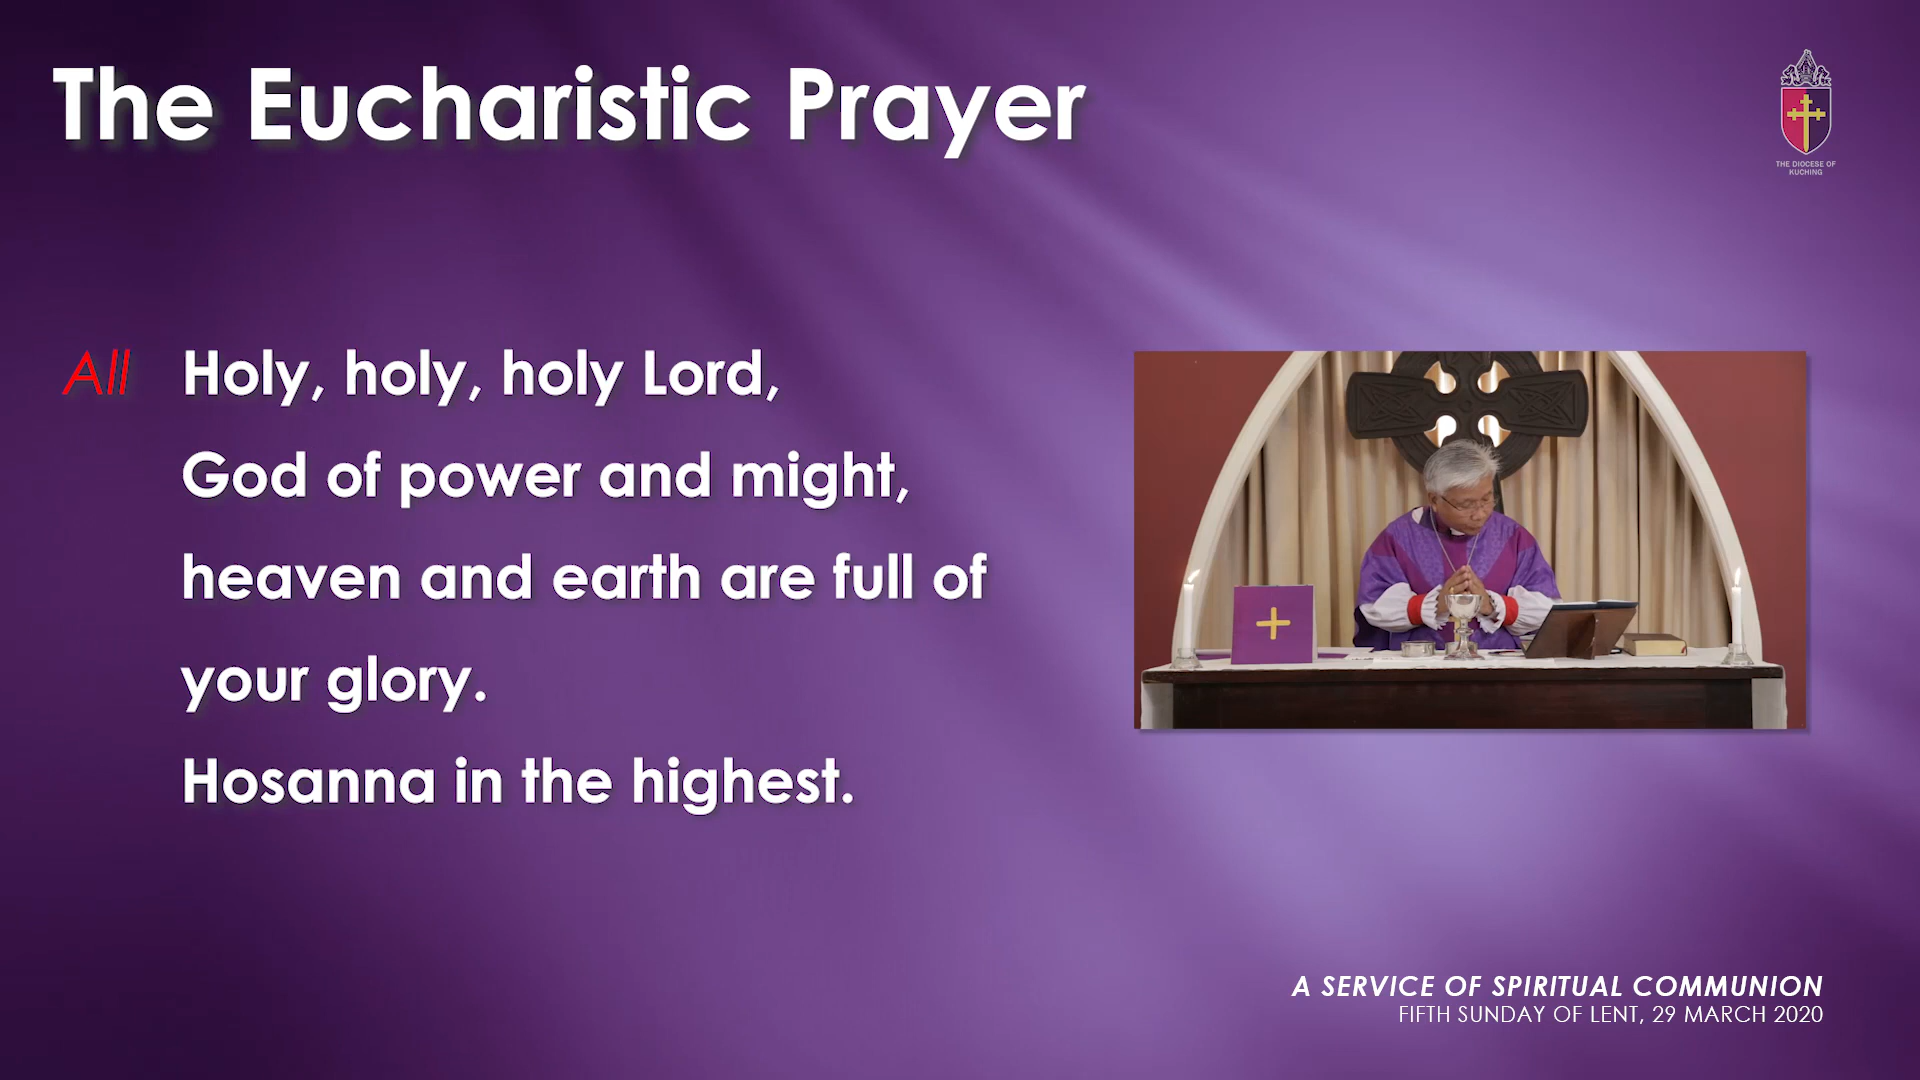 The Eucharistic Prayer
THE DIOCESE OF
KUCHING
All Holy, holy, holy Lord,
God of power and might,
heaven and earth are full of
your glory.
Hosanna in the highest.
A SERVICE OF SPIRITUAL COMMUNION
FIFTH SUNDAY OF LENT, 29 MARCH 2020